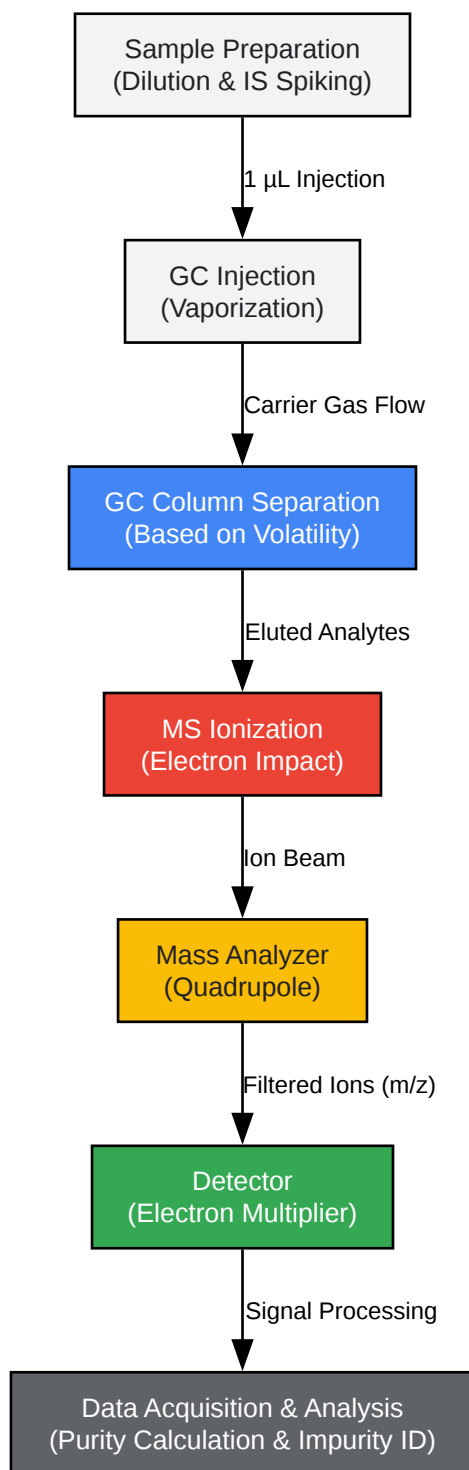 Sample Preparation
(Dilution & IS Spiking)
1 µL Injection
GC Injection
(Vaporization)
Carrier Gas Flow
GC Column Separation
(Based on Volatility)
Eluted Analytes
MS Ionization
(Electron Impact)
Ion Beam
Mass Analyzer
(Quadrupole)
Filtered Ions (m/z)
Detector
(Electron Multiplier)
Signal Processing
Data Acquisition & Analysis
(Purity Calculation & Impurity ID)